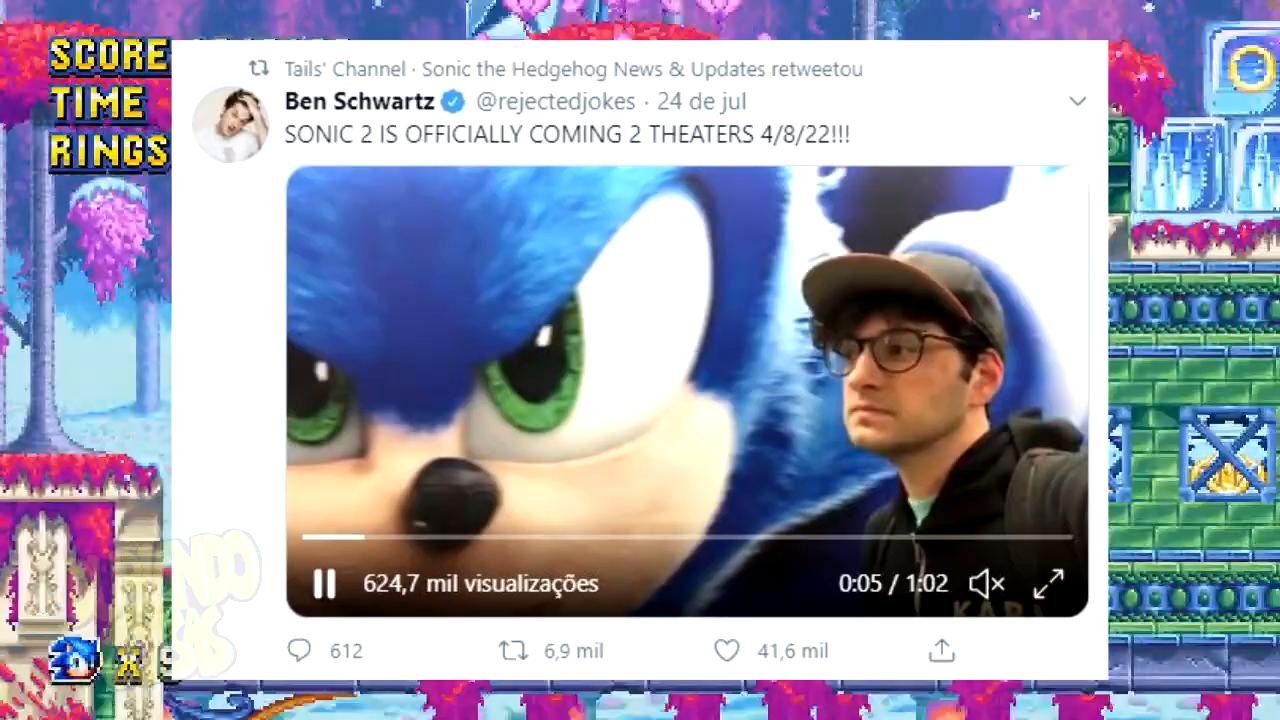 SCORE
TIME
RINGS
Tails' Channel · Sonic the Hedgehog News & Updates retweetou
Ben Schwartz @rejectedjokes · 24 de jul
SONIC 2 IS OFFICIALLY COMING 2 THEATERS 4/8/22!!!
624,7 mil visualizações
0:05 / 1:02
612
6,9 mil
41,6 mil
X